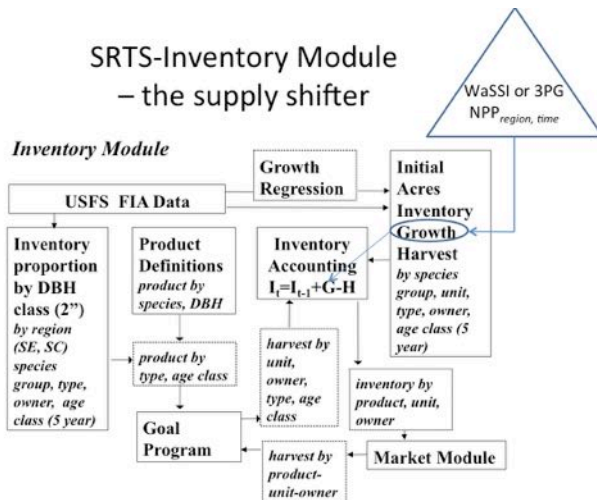 SRTS-Inventory Module
– the supply shifter
WaSSI or 3PG
NPPregion, time
Inventory Module
Growth
Regression
USFS FIA Data
Initial
Acres
Inventory
Growth
Harvest
by species
group, unit,
type, owner,
age class (5
year)
Inventory
proportion
by DBH
class (2”)
by region
(SE, SC)
species
group, type,
owner, age
class (5 year)
Product
Definitions
product by
species, DBH
Inventory
Accounting
It=It-1+G-H
product by
type, age class
harvest by
unit,
owner,
type, age
class
inventory by
product, unit,
owner
Goal
Program
harvest by
product-
unit-owner
Market Module